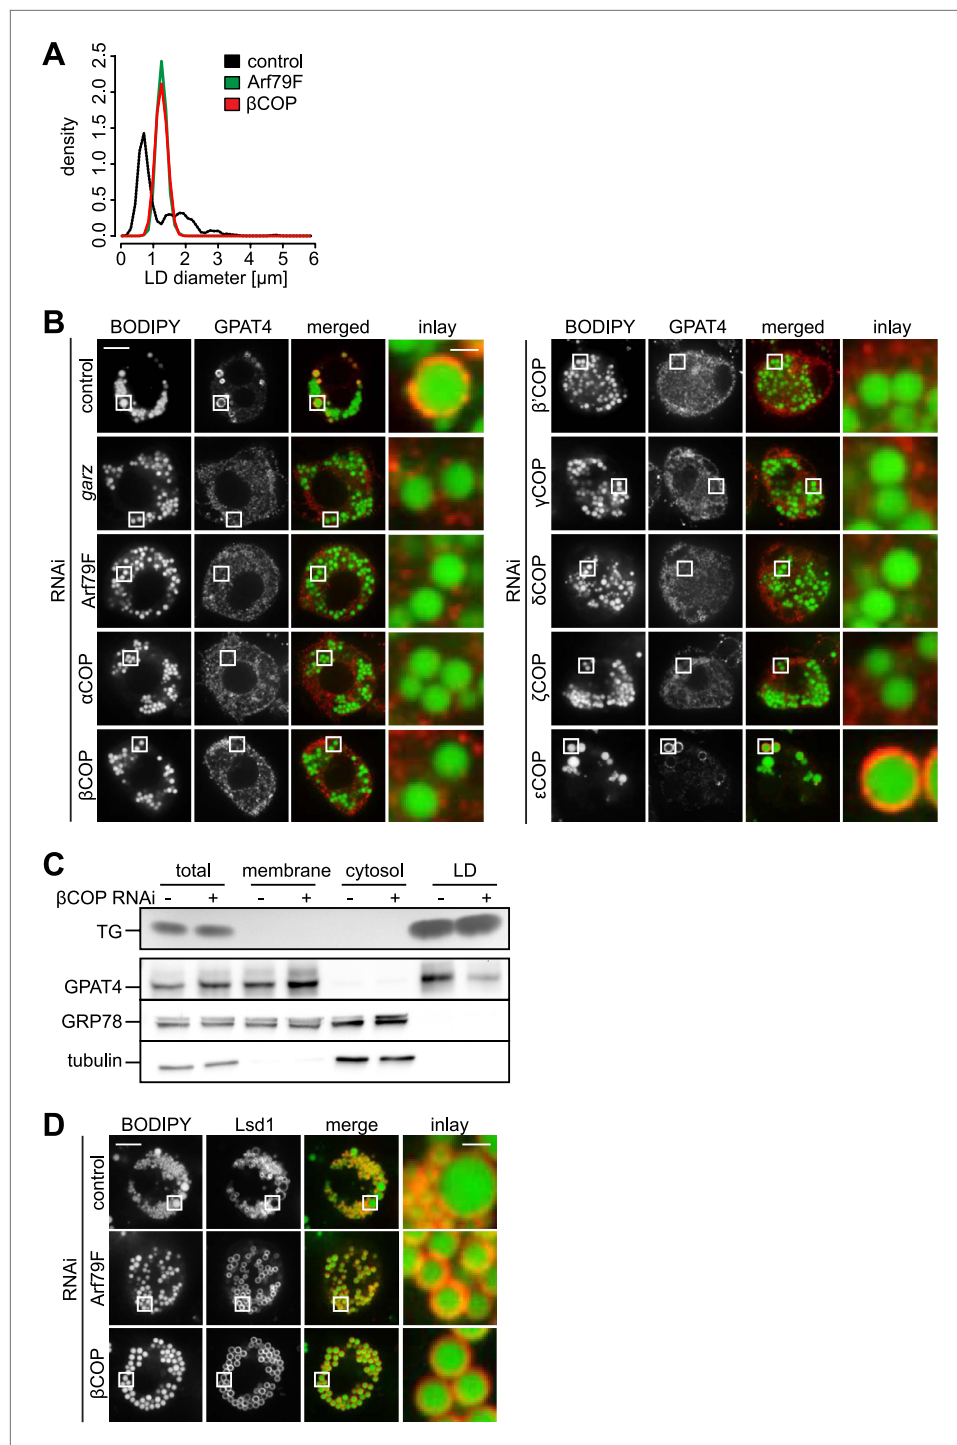 A
2.5
2.0
1.5
1.0
0.5
0.0
density
control
Arf79F
βCOP
0 1 2 3 4 5 6
LD diameter [µm]
B
BODIPY GPAT4 merged inlay
RNAi
control
garz
Arf79F
αCOP
βCOP
BODIPY GPAT4 merged inlay
RNAi
β'COP
γCOP
δCOP
ζCOP
εCOP
C
total membrane cytosol LD
βCOP RNAi - + - + - + - +
TG
GPAT4
GRP78
tubulin
D
BODIPY Lsd1 merge inlay
RNAi
control
Arf79F
βCOP